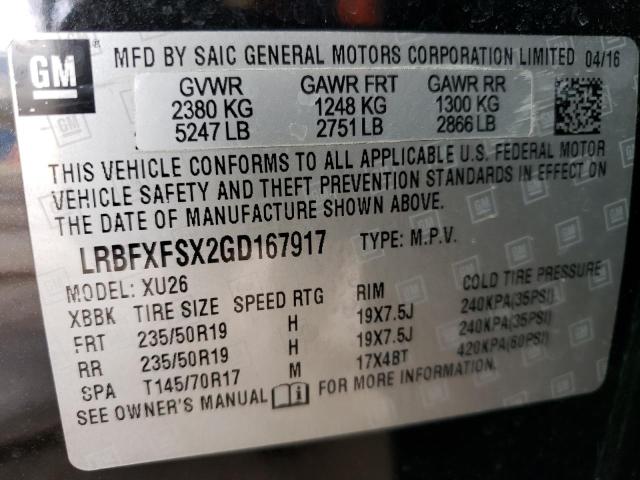 GM MFD BY SAIC GENERAL MOTORS CORPORATION LIMITED 04/16
GVWR GAWR FRT GAWR RR
2380 KG 1248 KG 1300 KG
5247 LB 2751 LB 2866 LB
THIS VEHICLE CONFORMS TO ALL APPLICABLE U.S. FEDERAL MOTOR
VEHICLE SAFETY AND THEFT PREVENTION STANDARDS IN EFFECT ON
THE DATE OF MANUFACTURE SHOWN ABOVE.
LRBFXFSX2GD167917 TYPE: M.P.V.
MODEL: XU26
XBBK TIRE SIZE SPEED RTG RIM COLD TIRE PRESSURE
FRT 235/50R19 H 19X7.5J 240KPA(35PSI)
RR 235/50R19 H 19X7.5J 240KPA(35PSI)
SPA T145/70R17 M 17X4BT 420KPA(60PSI)
SEE OWNER'S MANUAL FOR MORE INFORMATION.